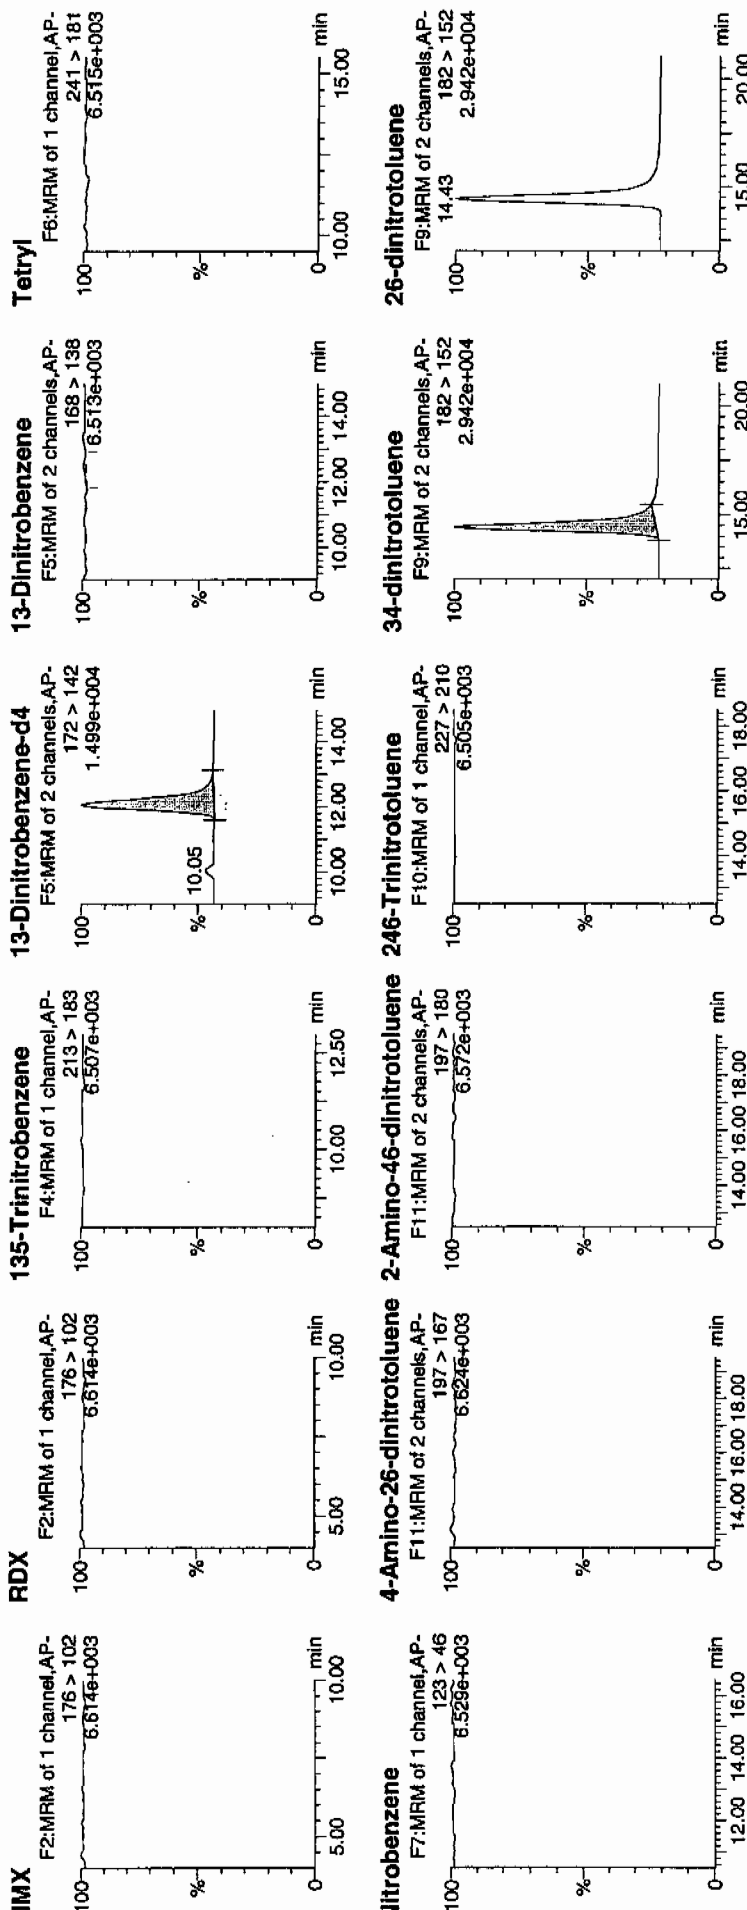 HMX
F2:MRM of 1 channel,AP-
176 > 102
6.614e+003
100
%
0
5.00
10.00
min
RDX
F2:MRM of 1 channel,AP-
176 > 102
6.614e+003
100
%
0
5.00
10.00
min
135-Trinitrobenzene
F4:MRM of 1 channel,AP-
213 > 183
6.507e+003
100
%
0
10.00
12.50
min
13-Dinitrobenzene-d4
F5:MRM of 2 channels,AP-
172 > 142
1.499e+004
100
10.05
%
0
10.00
12.00
14.00
min
13-Dinitrobenzene
F5:MRM of 2 channels,AP-
168 > 138
6.513e+003
100
%
0
10.00
12.00
14.00
min
Tetryl
F6:MRM of 1 channel,AP-
241 > 181
6.515e+003
100
%
0
10.00
15.00
min
itrobenzene
F7:MRM of 1 channel,AP-
123 > 46
6.529e+003
100
%
0
12.00
14.00
16.00
min
4-Amino-26-dinitrotoluene
F11:MRM of 2 channels,AP-
197 > 167
6.624e+003
100
%
0
14.00
16.00
18.00
min
2-Amino-46-dinitrotoluene
F11:MRM of 2 channels,AP-
197 > 180
6.572e+003
100
%
0
14.00
16.00
18.00
min
246-Trinitrotoluene
F10:MRM of 1 channel,AP-
227 > 210
6.505e+003
100
%
0
14.00
16.00
18.00
min
34-dinitrotoluene
F9:MRM of 2 channels,AP-
182 > 152
2.942e+004
100
%
0
15.00
20.00
min
26-dinitrotoluene
F9:MRM of 2 channels,AP-
182 > 152
2.942e+004
14.43
100
%
0
15.00
20.00
min